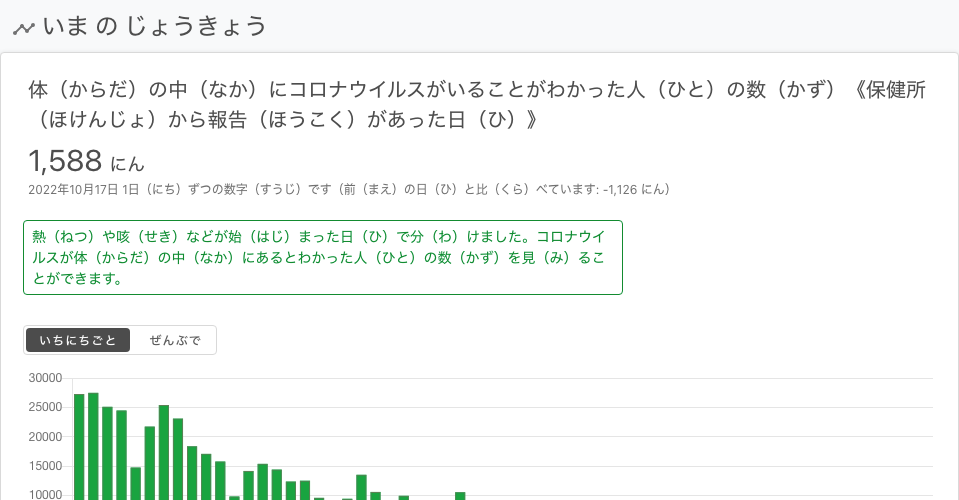 いま の じょうきょう
体（からだ）の中（なか）にコロナウイルスがいることがわかった人（ひと）の数（かず）《保健所
（ほけんじょ）から報告（ほうこく）があった日（ひ）》
1,588 にん
2022年10月17日 1日（にち）ずつの数字（すうじ）です（前（まえ）の日（ひ）と比（くら）べています: -1,126 にん）
熱（ねつ）や咳（せき）などが始（はじ）まった日（ひ）で分（わ）けました。コロナウイ
ルスが体（からだ）の中（なか）にあるとわかった人（ひと）の数（かず）を見（み）るこ
とができます。
いちにちごと ぜんぶで
30000
25000
20000
15000
10000